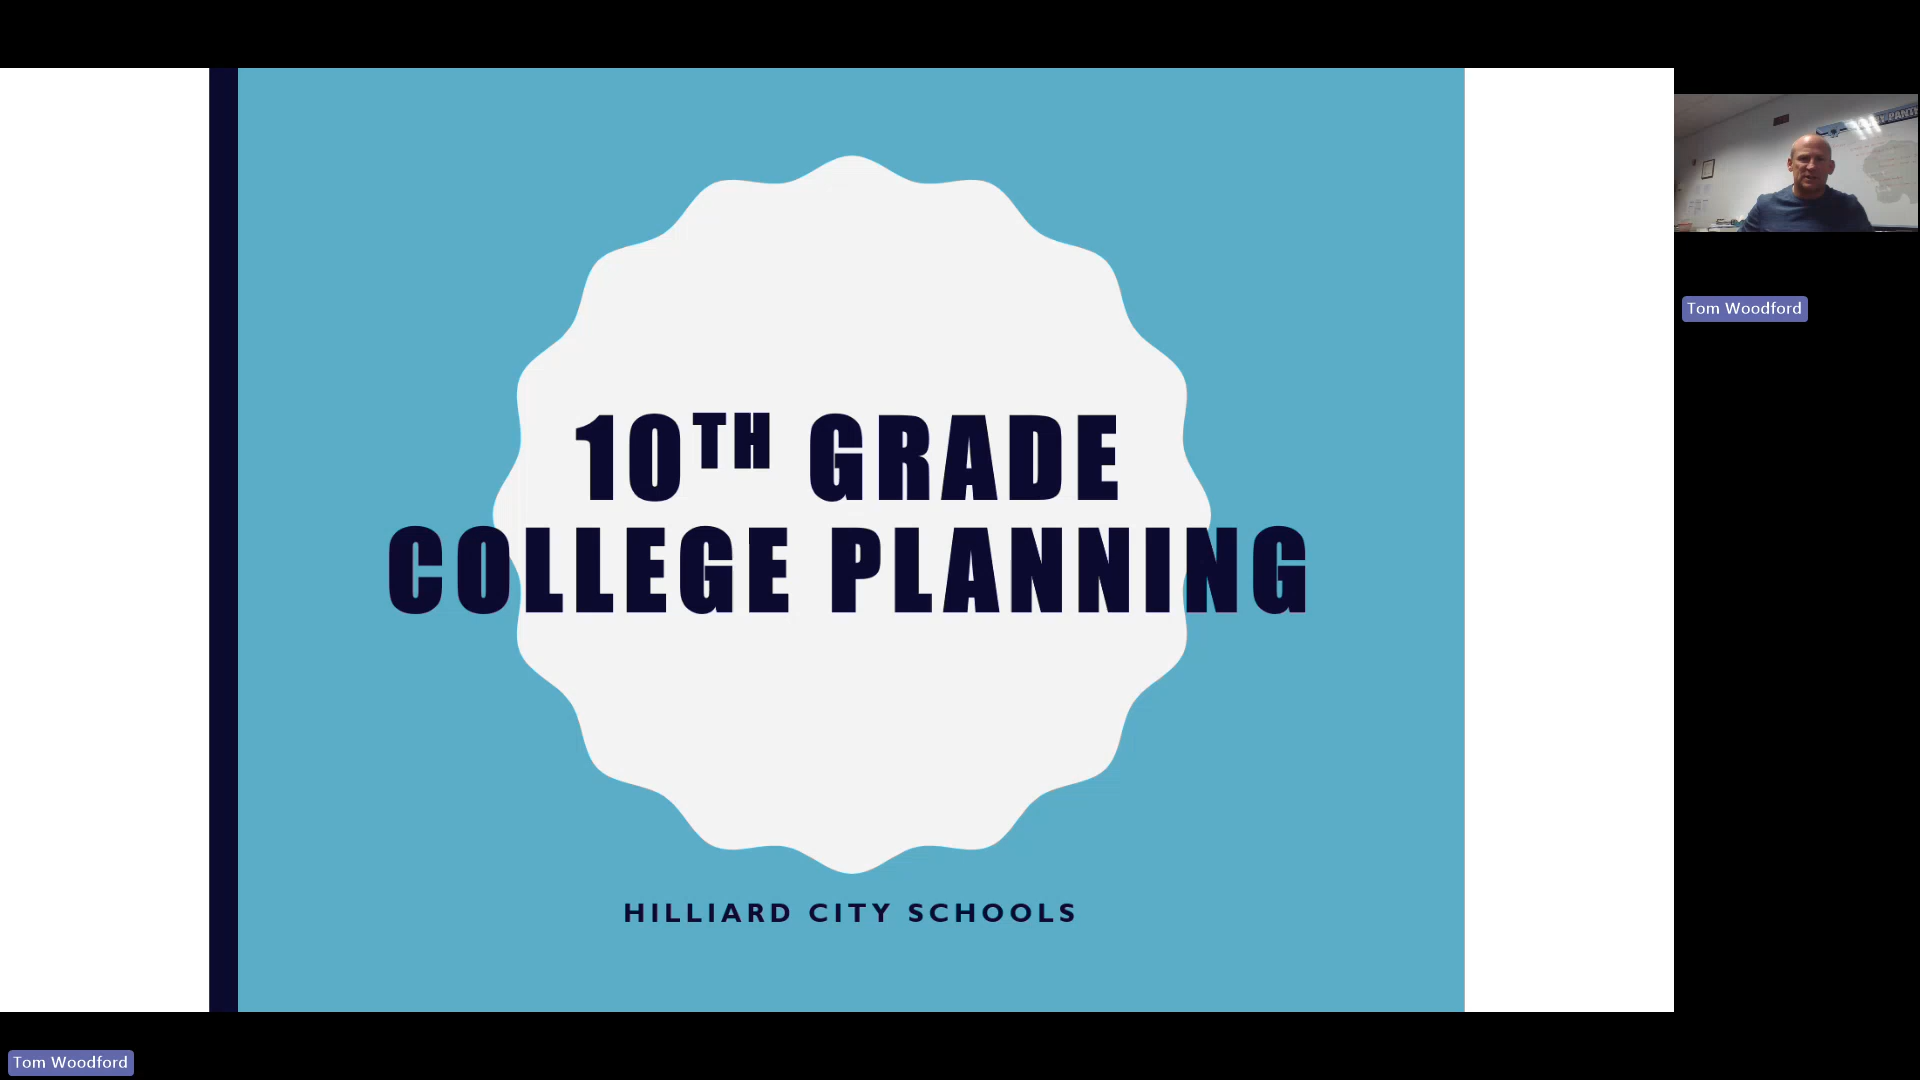 10TH GRADE
COLLEGE PLANNING
HILLIARD CITY SCHOOLS
Tom Woodford
Tom Woodford